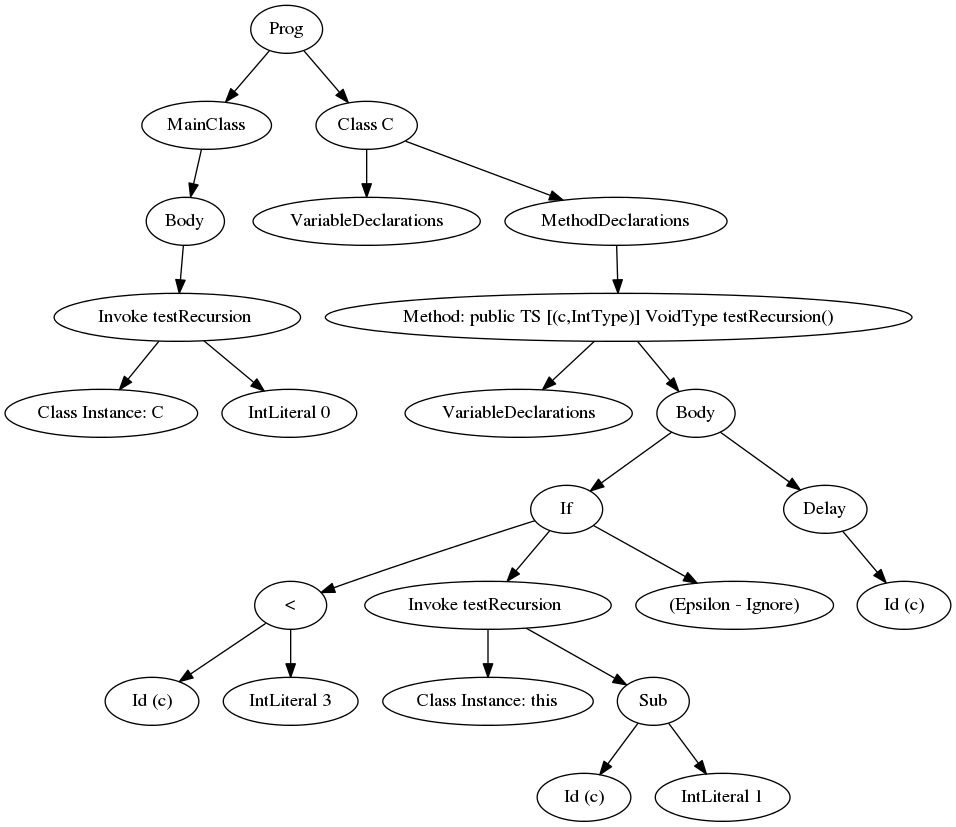 Prog
MainClass
Class C
Body
VariableDeclarations
MethodDeclarations
Invoke testRecursion
Method: public TS [(c,IntType)] VoidType testRecursion()
Class Instance: C
IntLiteral 0
VariableDeclarations
Body
If
Delay
<
Invoke testRecursion
(Epsilon - Ignore)
Id (c)
Id (c)
IntLiteral 3
Class Instance: this
Sub
Id (c)
IntLiteral 1